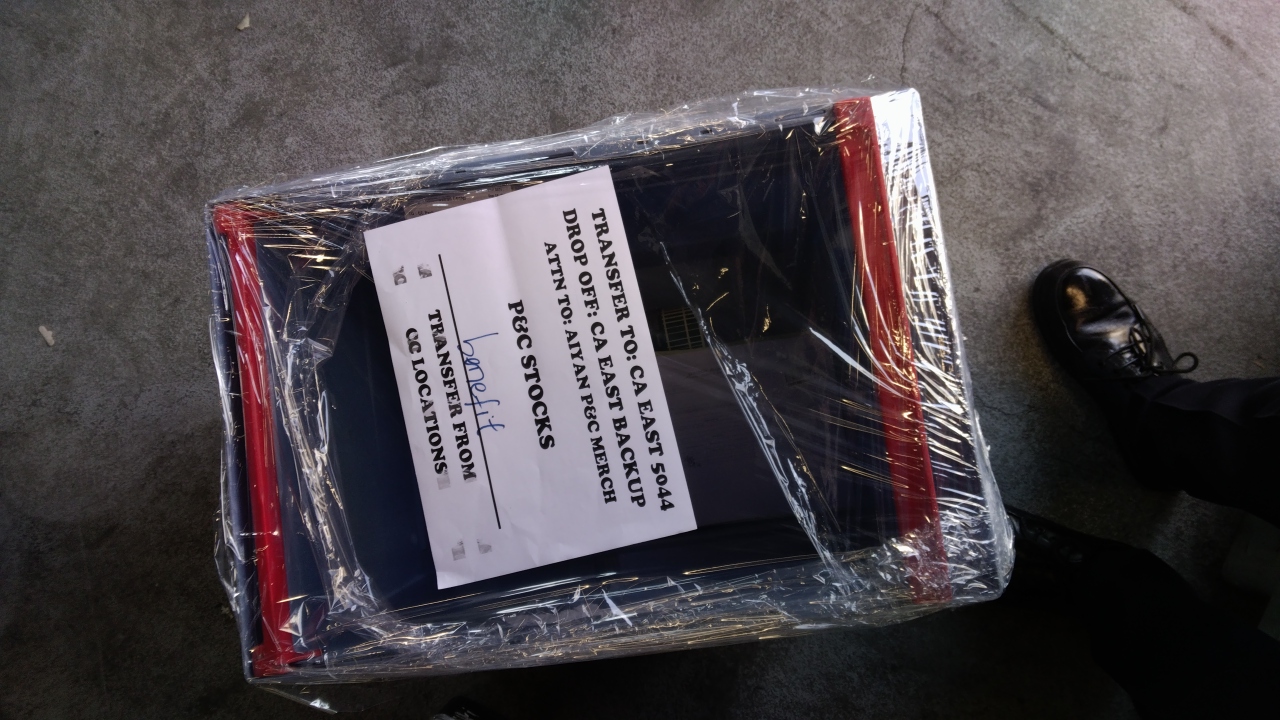 TRANSFER TO: CA EAST 5044
DROP OFF: CA EAST BACKUP
ATTN TO: AIYAN P&C MERCH
P&C STOCKS
benefit
TRANSFER FROM
CC LOCATIONS